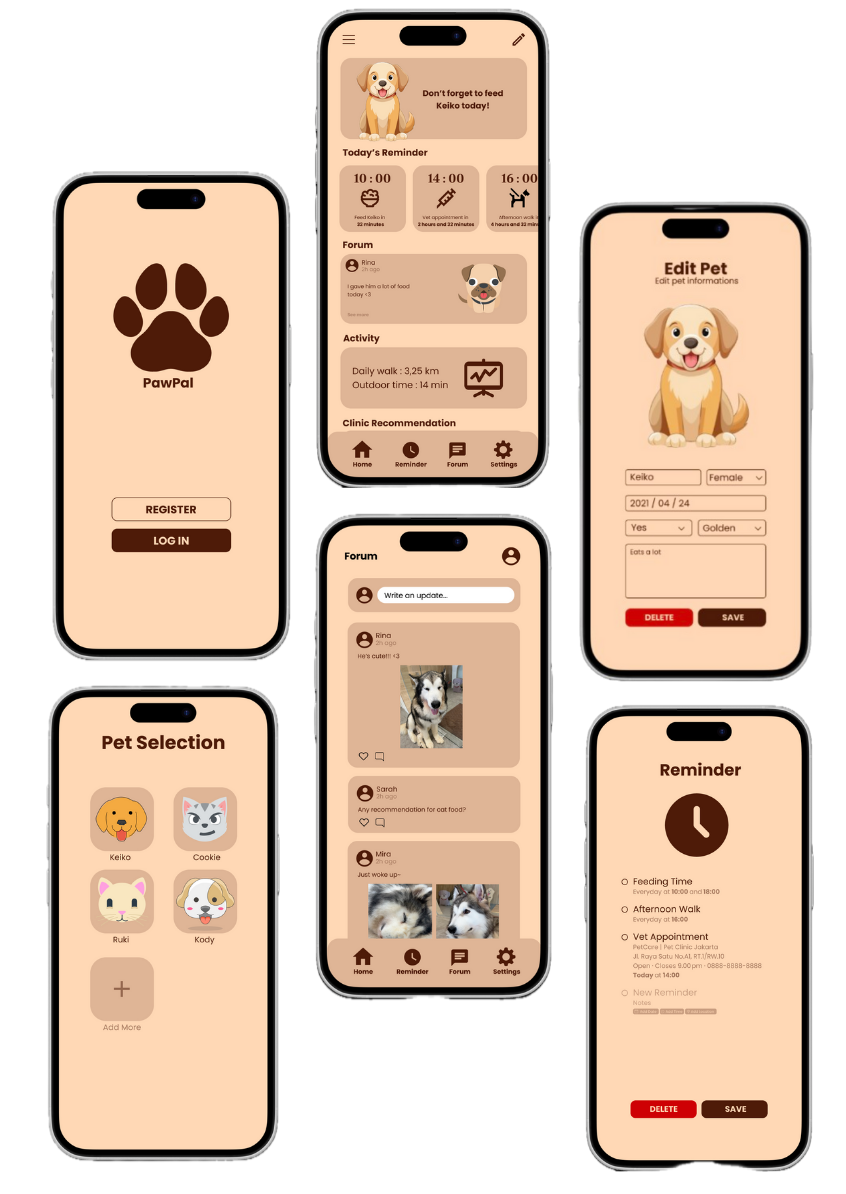 PawPal
REGISTER
LOG IN
Don't forget to feed
Keiko today!
Today's Reminder
10 : 00
Feed Keiko in
32 minutes
14 : 00
Vet appointment in
2 hours and 32 minutes
16 : 00
Afternoon walk
4 hours and 32
Forum
Rina
2h ago
I gave him a lot of food
today <3
See more
Activity
Daily walk : 3,25 km
Outdoor time : 14 min
Clinic Recommendation
Home
Reminder
Forum
Settings
Edit Pet
Edit pet informations
Keiko
Female
2021 / 04 / 24
Yes
Golden
Eats a lot
DELETE
SAVE
Pet Selection
Keiko
Cookie
Ruki
Kody
+
Add More
Forum
Write an update...
Rina
2h ago
He's cute!!! <3
Sarah
2h ago
Any recommendation for cat food?
Mira
2h ago
Just woke up~
Home
Reminder
Forum
Settings
Reminder
Feeding Time
Everyday at 10:00 and 18:00
Afternoon Walk
Everyday at 16:00
Vet Appointment
PetCare | Pet Clinic Jakarta
Jl. Raya Satu No.A1, RT.1/RW.10
Open · Closes 9.00 pm · 0888-8888-8888
Today at 14:00
New Reminder
Notes
DELETE
SAVE